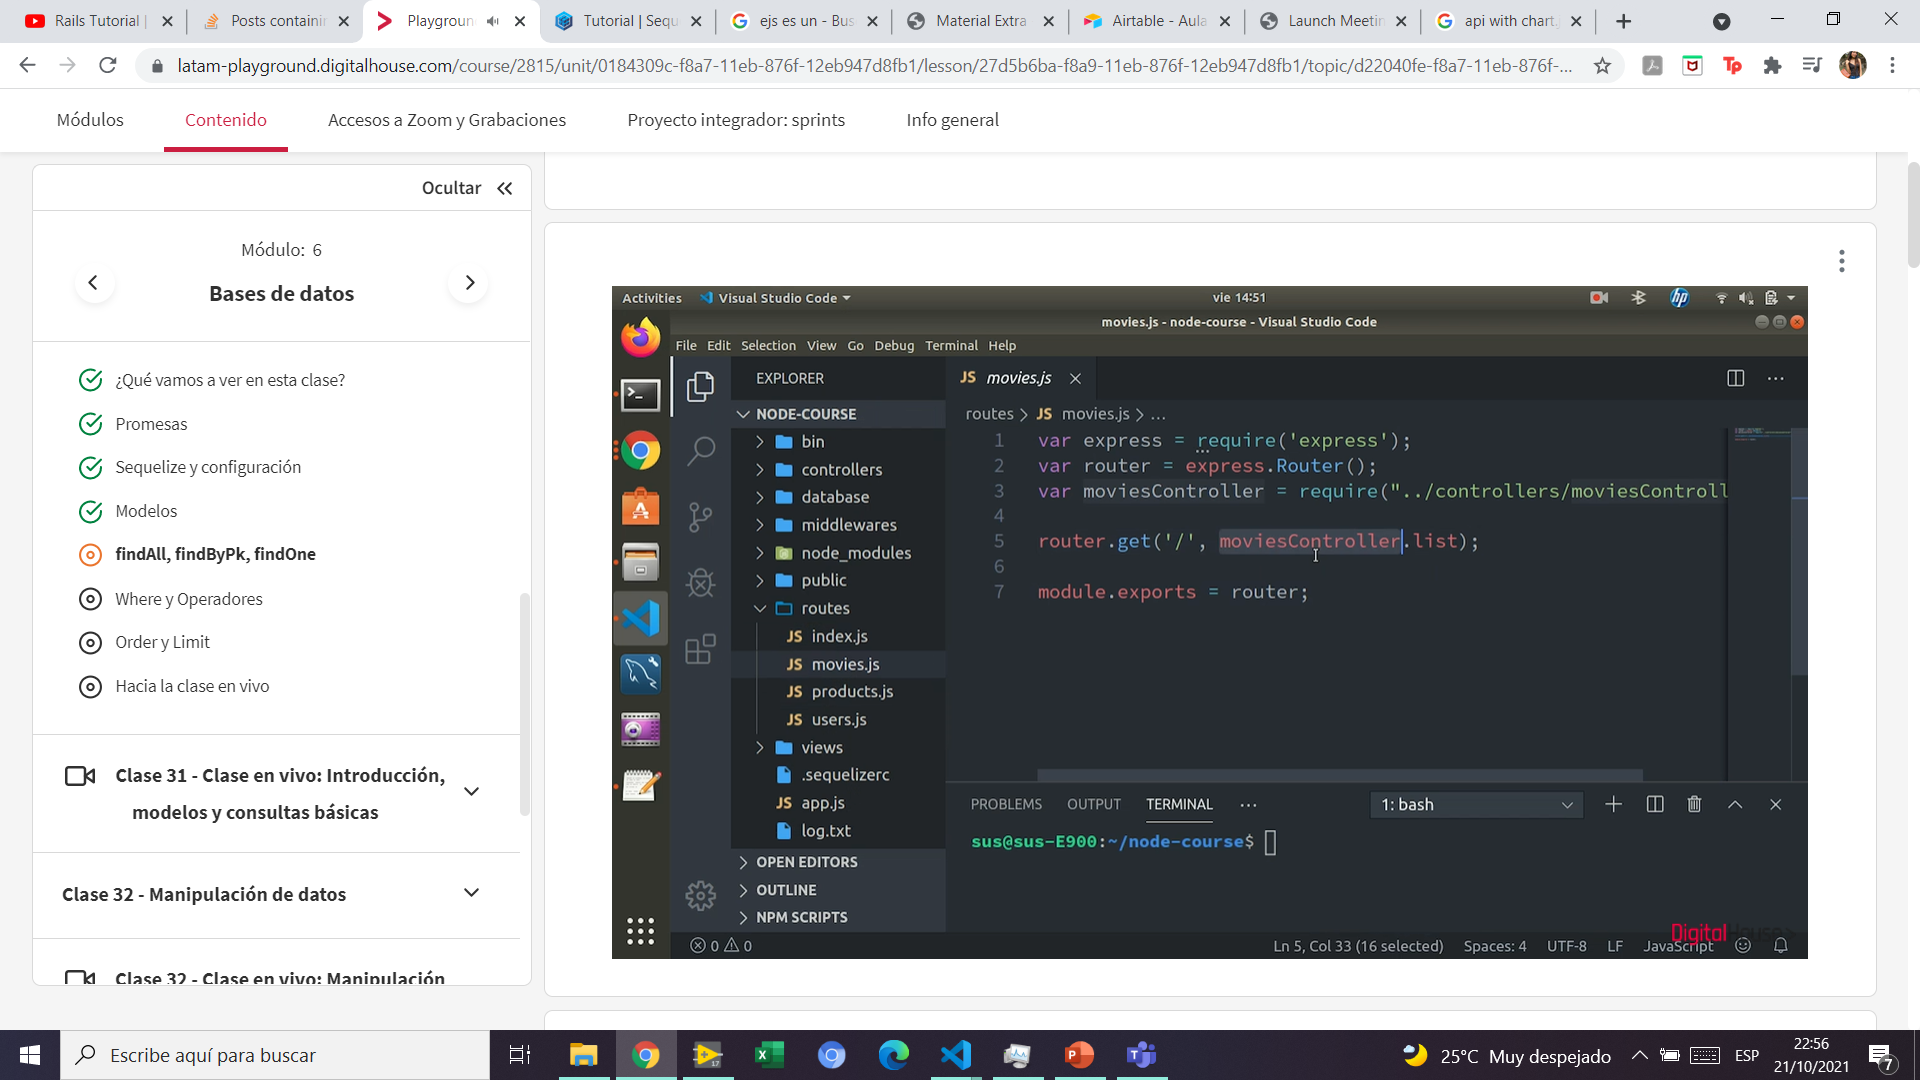 Rails Tutorial |
Posts containin
Playground
Tutorial | Sequ
ejs es un - Bus
Material Extra
Airtable - Aula
Launch Meetin
api with chart.
latam-playground.digitalhouse.com/course/2815/unit/0184309c-f8a7-11eb-876f-12eb947d8fb1/lesson/27d5b6ba-f8a9-11eb-876f-12eb947d8fb1/topic/d22040fe-f8a7-11eb-876f-...
Módulos
Contenido
Accesos a Zoom y Grabaciones
Proyecto integrador: sprints
Info general
Ocultar
Módulo: 6
Bases de datos
¿Qué vamos a ver en esta clase?
Promesas
Sequelize y configuración
Modelos
findAll, findByPk, findOne
Where y Operadores
Order y Limit
Hacia la clase en vivo
Clase 31 - Clase en vivo: Introducción,
modelos y consultas básicas
Clase 32 - Manipulación de datos
Clase 32 - Clase en vivo: Manipulación
Activities
Visual Studio Code
vie 14:51
hp
movies.js - node-course - Visual Studio Code
File Edit Selection View Go Debug Terminal Help
EXPLORER
NODE-COURSE
bin
controllers
database
middlewares
node_modules
public
routes
JS index.js
JS movies.js
JS products.js
JS users.js
views
.sequelizerc
JS app.js
log.txt
OPEN EDITORS
OUTLINE
NPM SCRIPTS
JS movies.js
routes > JS movies.js > ...
1 var express = require('express');
2 var router = express.Router();
3 var moviesController = require("../controllers/moviesControll
4
5 router.get('/', moviesController.list);
6
7 module.exports = router;
PROBLEMS OUTPUT TERMINAL ...
1: bash
sus@sus-E900:~/node-course$
DigitalHouse>
0 0
Ln 5, Col 33 (16 selected) Spaces: 4 UTF-8 LF JavaScript
Escribe aquí para buscar
25°C Muy despejado
ESP
22:56
21/10/2021
7